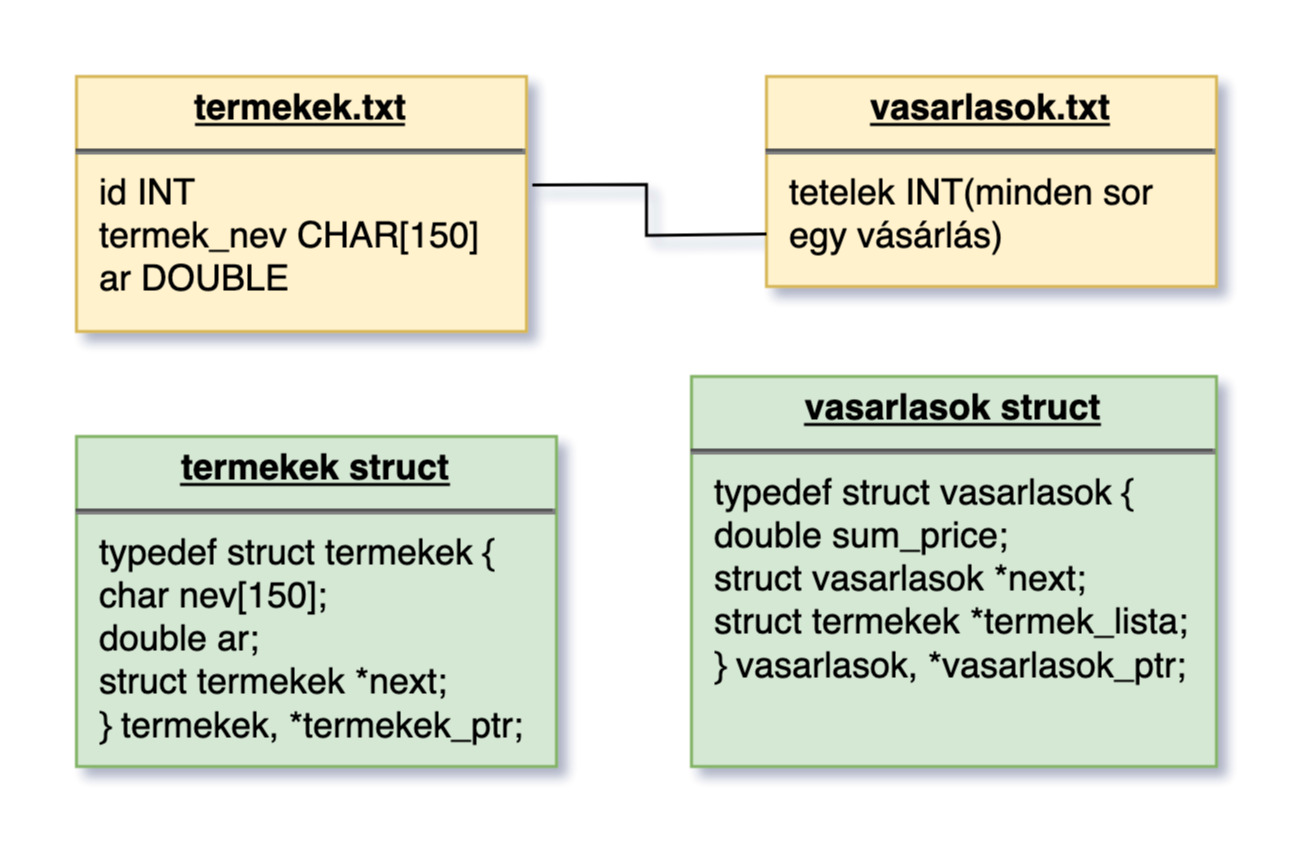 termekek.txt
id INT
termek_nev CHAR[150]
ar DOUBLE
vasarlasok.txt
tetelek INT(minden sor
egy vásárlás)
termekek struct
typedef struct termekek {
char nev[150];
double ar;
struct termekek *next;
} termekek, *termekek_ptr;
vasarlasok struct
typedef struct vasarlasok {
double sum_price;
struct vasarlasok *next;
struct termekek *termek_lista;
} vasarlasok, *vasarlasok_ptr;